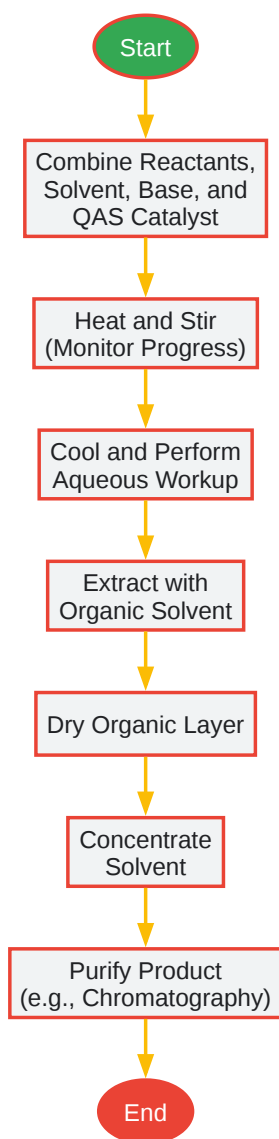 Start
Combine Reactants,
Solvent, Base, and
QAS Catalyst
Heat and Stir
(Monitor Progress)
Cool and Perform
Aqueous Workup
Extract with
Organic Solvent
Dry Organic Layer
Concentrate
Solvent
Purify Product
(e.g., Chromatography)
End